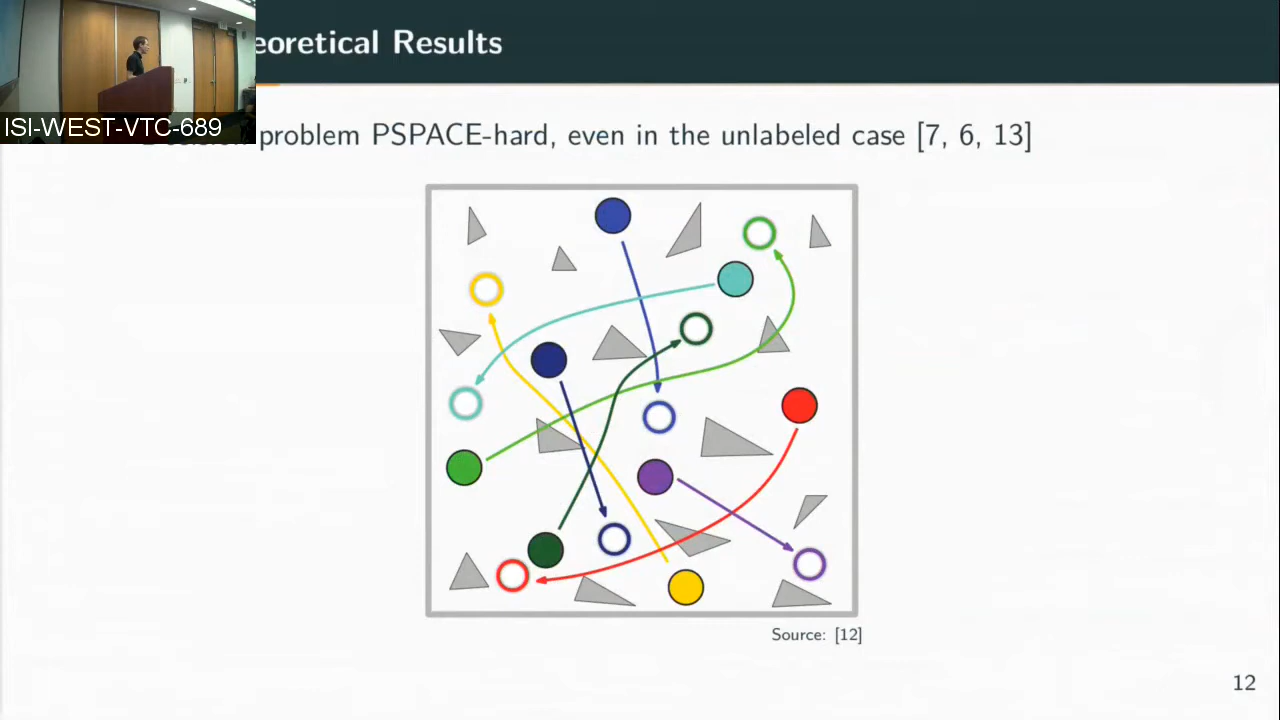 eoretical Results
ISI-WEST-VTC-689
problem PSPACE-hard, even in the unlabeled case [7, 6, 13]
Source: [12]
12